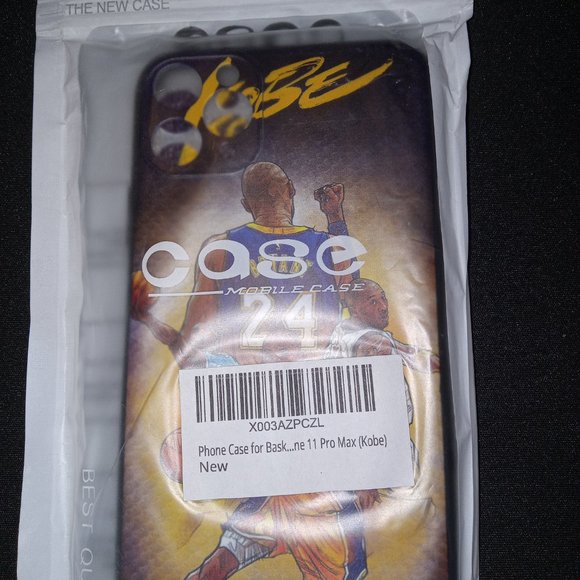 THE NEW CASE
KOBE
case
MOBILE CASE
24
X003AZPCZL
Phone Case for Bask...ne 11 Pro Max (Kobe)
New
BEST QU